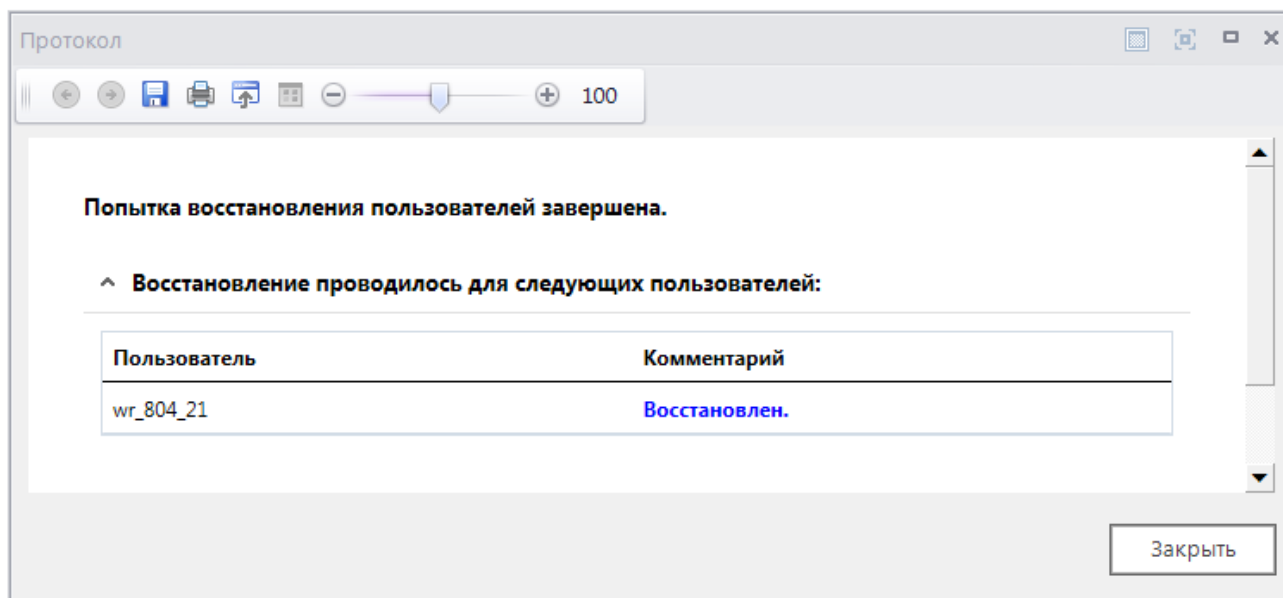 Протокол
100
Попытка восстановления пользователей завершена.
Восстановление проводилось для следующих пользователей:
Пользователь Комментарий
wr_804_21 Восстановлен.
Закрыть